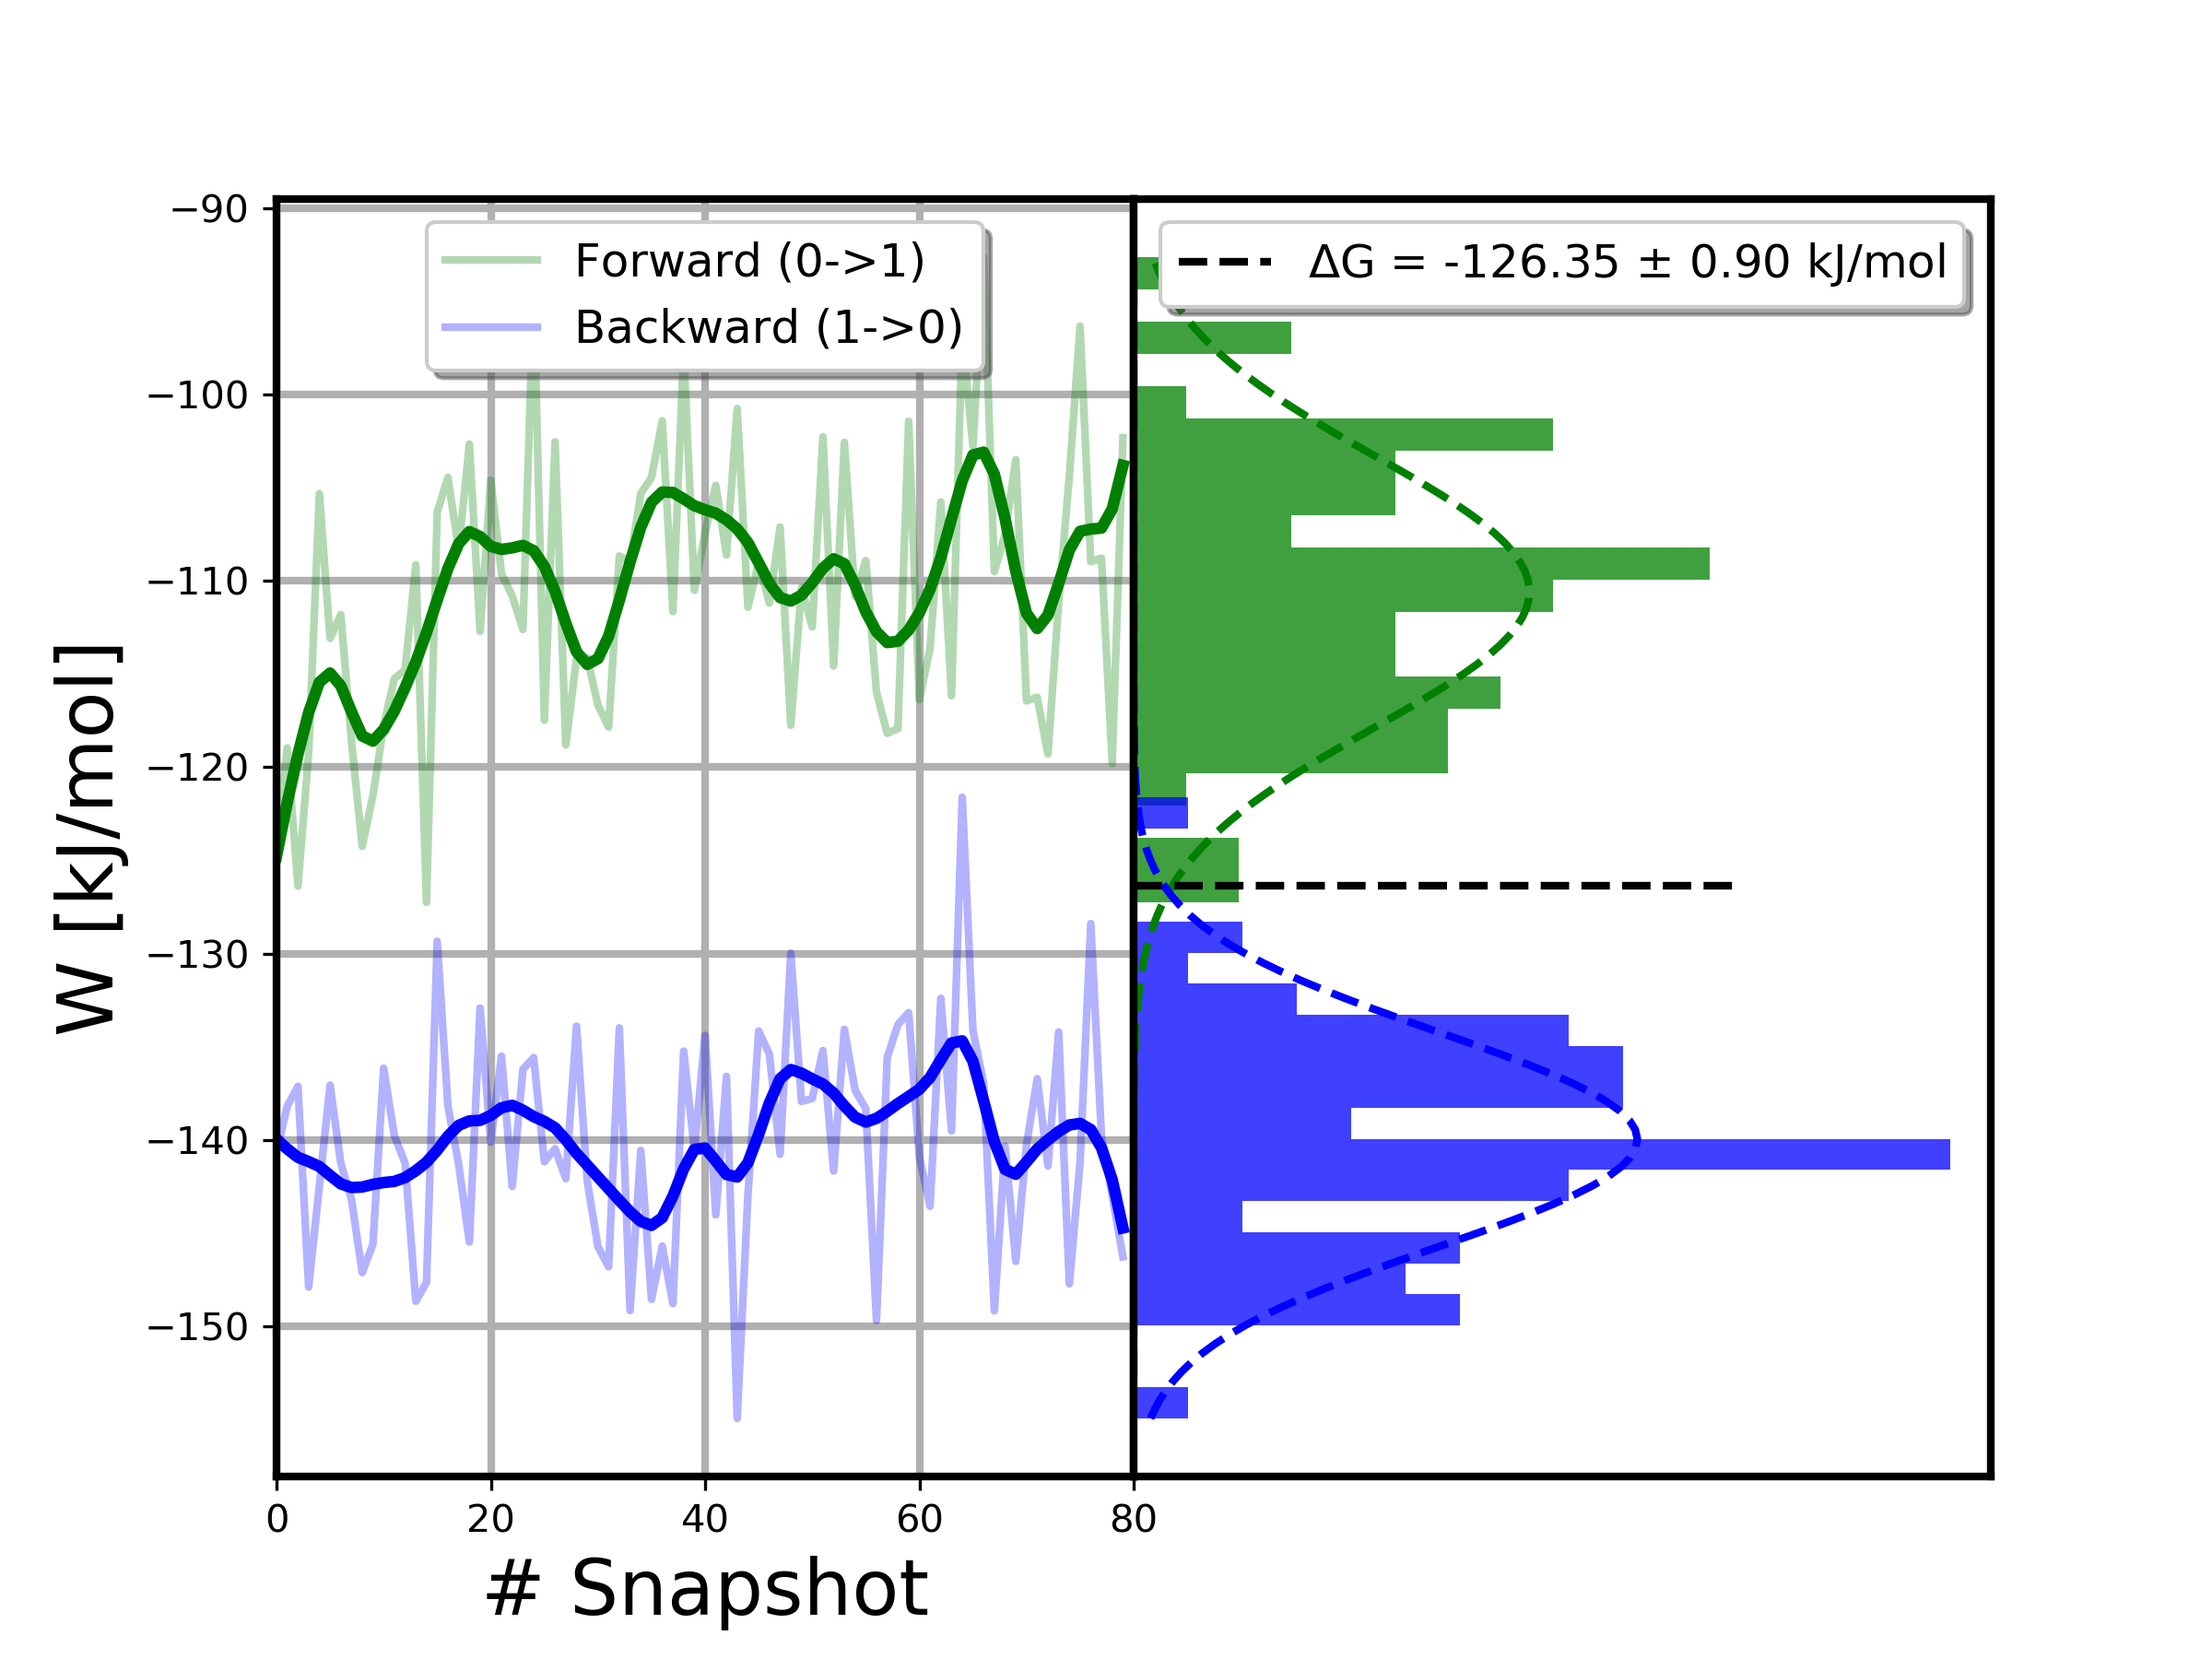 Forward (0->1)
Backward (1->0)
ΔG = -126.35 ± 0.90 kJ/mol
W [kJ/mol]
−90
−100
−110
−120
−130
−140
−150
0 20 40 60 80
# Snapshot